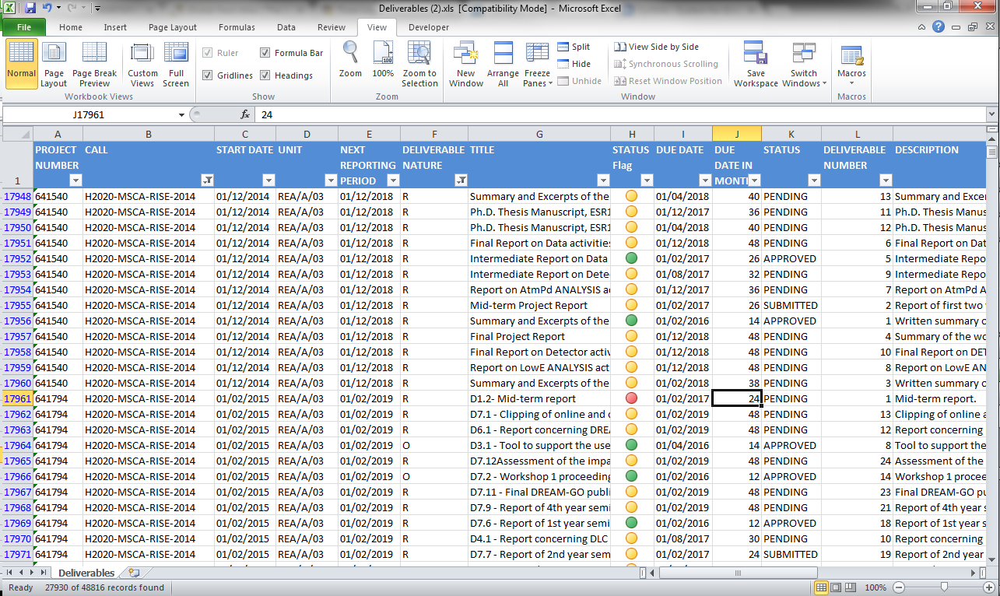 Deliverables (2).xls [Compatibility Mode] - Microsoft Excel
File Home Insert Page Layout Formulas Data Review View Developer
Normal Page Layout Page Break Preview Custom Views Full Screen
Workbook Views
Ruler Formula Bar
Gridlines Headings
Show
Zoom 100% Zoom to Selection
Zoom
New Window Arrange All Freeze Panes
Split View Side by Side
Hide Synchronous Scrolling
Unhide Reset Window Position
Save Workspace Switch Windows
Window
Macros
Macros
J17961 fx 24
A B C D E F G H I J K L
1 PROJECT NUMBER CALL START DATE UNIT NEXT REPORTING PERIOD DELIVERABLE NATURE TITLE STATUS Flag DUE DATE DUE DATE IN MONTH STATUS DELIVERABLE NUMBER DESCRIPTION
17948 641540 H2020-MSCA-RISE-2014 01/12/2014 REA/A/03 01/12/2018 R Summary and Excerpts of the 01/04/2018 40 PENDING 13 Summary and Excer
17949 641540 H2020-MSCA-RISE-2014 01/12/2014 REA/A/03 01/12/2018 R Ph.D. Thesis Manuscript, ESR1 01/12/2017 36 PENDING 11 Ph.D. Thesis Manus
17950 641540 H2020-MSCA-RISE-2014 01/12/2014 REA/A/03 01/12/2018 R Ph.D. Thesis Manuscript, ESR1 01/04/2018 40 PENDING 12 Ph.D. Thesis Manus
17951 641540 H2020-MSCA-RISE-2014 01/12/2014 REA/A/03 01/12/2018 R Final Report on Data activities 01/12/2018 48 PENDING 6 Final Report on Dat
17952 641540 H2020-MSCA-RISE-2014 01/12/2014 REA/A/03 01/12/2018 R Intermediate Report on Data 01/02/2017 26 APPROVED 5 Intermediate Repo
17953 641540 H2020-MSCA-RISE-2014 01/12/2014 REA/A/03 01/12/2018 R Intermediate Report on Dete 01/08/2017 32 PENDING 9 Intermediate Repo
17954 641540 H2020-MSCA-RISE-2014 01/12/2014 REA/A/03 01/12/2018 R Report on AtmPd ANALYSIS a 01/12/2017 36 PENDING 7 Report on AtmPd A
17955 641540 H2020-MSCA-RISE-2014 01/12/2014 REA/A/03 01/12/2018 R Mid-term Project Report 01/02/2017 26 SUBMITTED 2 Report of first two
17956 641540 H2020-MSCA-RISE-2014 01/12/2014 REA/A/03 01/12/2018 R Summary and Excerpts of the 01/02/2016 14 APPROVED 1 Written summary o
17957 641540 H2020-MSCA-RISE-2014 01/12/2014 REA/A/03 01/12/2018 R Final Project Report 01/12/2018 48 PENDING 4 Summary of the wo
17958 641540 H2020-MSCA-RISE-2014 01/12/2014 REA/A/03 01/12/2018 R Final Report on Detector activ 01/12/2018 48 PENDING 10 Final Report on DET
17959 641540 H2020-MSCA-RISE-2014 01/12/2014 REA/A/03 01/12/2018 R Report on LowE ANALYSIS act 01/12/2018 48 PENDING 8 Report on LowE AN
17960 641540 H2020-MSCA-RISE-2014 01/12/2014 REA/A/03 01/12/2018 R Summary and Excerpts of the 01/02/2018 38 PENDING 3 Written summary o
17961 641794 H2020-MSCA-RISE-2014 01/02/2015 REA/A/03 01/02/2019 R D1.2- Mid-term report 01/02/2017 24 PENDING 1 Mid-term report.
17962 641794 H2020-MSCA-RISE-2014 01/02/2015 REA/A/03 01/02/2019 R D7.1 - Clipping of online and 01/02/2019 48 PENDING 13 Clipping of online a
17963 641794 H2020-MSCA-RISE-2014 01/02/2015 REA/A/03 01/02/2019 R D6.1 - Report concerning DREA 01/02/2019 48 PENDING 12 Report concerning
17964 641794 H2020-MSCA-RISE-2014 01/02/2015 REA/A/03 01/02/2019 O D3.1 - Tool to support the use 01/04/2016 14 APPROVED 8 Tool to support the
17965 641794 H2020-MSCA-RISE-2014 01/02/2015 REA/A/03 01/02/2019 R D7.12Assessment of the impa 01/02/2019 48 PENDING 24 Assessment of the
17966 641794 H2020-MSCA-RISE-2014 01/02/2015 REA/A/03 01/02/2019 O D7.2 - Workshop 1 proceeding 01/02/2016 12 APPROVED 14 Workshop 1 procee
17967 641794 H2020-MSCA-RISE-2014 01/02/2015 REA/A/03 01/02/2019 R D7.11 - Final DREAM-GO publi 01/02/2019 48 PENDING 23 Final DREAM-GO pu
17968 641794 H2020-MSCA-RISE-2014 01/02/2015 REA/A/03 01/02/2019 R D7.9 - Report of 4th year semi 01/02/2019 48 PENDING 21 Report of 4th year s
17969 641794 H2020-MSCA-RISE-2014 01/02/2015 REA/A/03 01/02/2019 R D7.6 - Report of 1st year semi 01/02/2016 12 APPROVED 18 Report of 1st year s
17970 641794 H2020-MSCA-RISE-2014 01/02/2015 REA/A/03 01/02/2019 R D4.1 - Report concerning DLC 01/08/2017 30 PENDING 10 Report concerning
17971 641794 H2020-MSCA-RISE-2014 01/02/2015 REA/A/03 01/02/2019 R D7.7 - Report of 2nd year sem 01/02/2017 24 SUBMITTED 19 Report of 2nd year
Deliverables
Ready 27930 of 48816 records found 100%